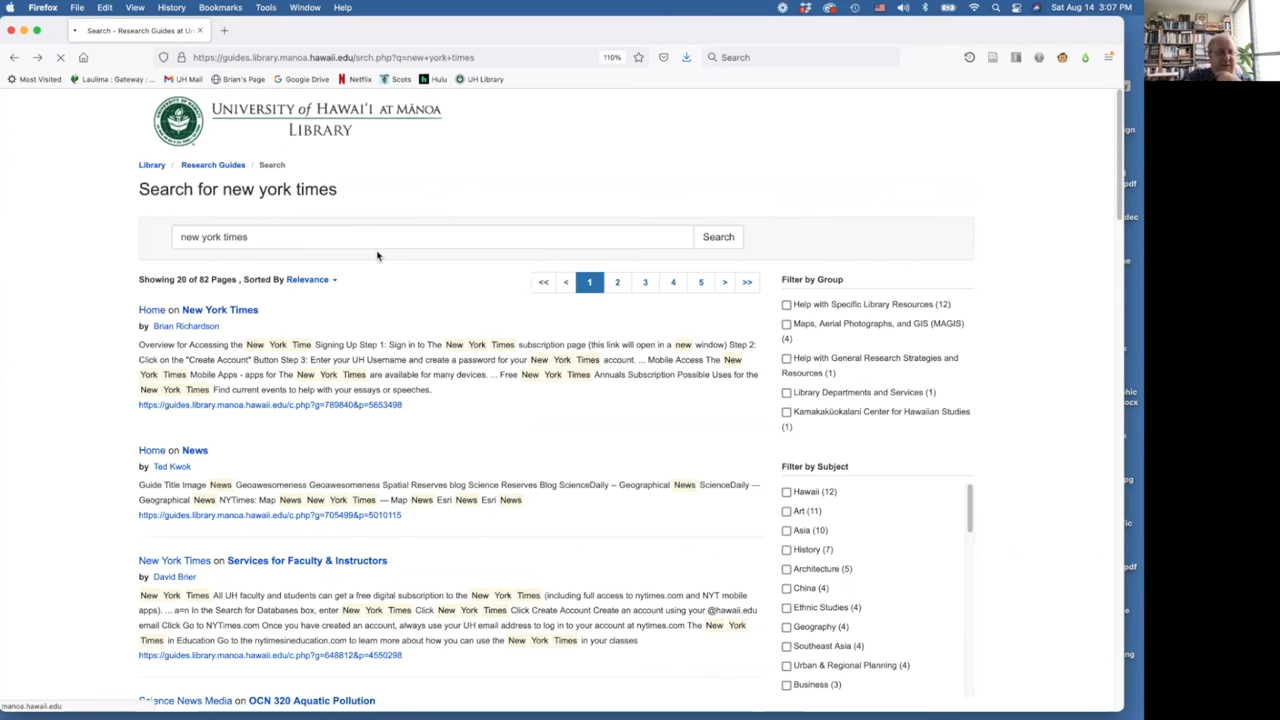 Firefox File Edit View History Bookmarks Tools Window Help Sat Aug 14 3:07 PM
Search - Research Guides at Un
https://guides.library.manoa.hawaii.edu/srch.php?q=new+york+times 110% Search
Most Visited Laulima : Gateway : ... UH Mail Brian's Page Google Drive Netflix Scots Hulu UH Library
UNIVERSITY of HAWAI'I AT MĀNOA
LIBRARY
Library / Research Guides / Search
Search for new york times
new york times Search
Showing 20 of 82 Pages , Sorted By Relevance
<< < 1 2 3 4 5 > >>
Home on New York Times
by Brian Richardson
Overview for Accessing the New York Time Signing Up Step 1: Sign in to The New York Times subscription page (this link will open in a new window) Step 2:
Click on the "Create Account" Button Step 3: Enter your UH Username and create a password for your New York Times account. ... Mobile Access The New
York Times Mobile Apps - apps for The New York Times are available for many devices. ... Free New York Times Annuals Subscription Possible Uses for the
New York Times Find current events to help with your essays or speeches.
https://guides.library.manoa.hawaii.edu/c.php?g=789840&p=5653498
Home on News
by Ted Kwok
Guide Title Image News Geoawesomeness Geoawesomeness Spatial Reserves blog Science Reserves Blog ScienceDaily -- Geographical News ScienceDaily —
Geographical News NYTimes: Map News New York Times — Map News Esri News Esri News
https://guides.library.manoa.hawaii.edu/c.php?g=705499&p=5010115
New York Times on Services for Faculty & Instructors
by David Brier
New York Times All UH faculty and students can get a free digital subscription to the New York Times (including full access to nytimes.com and NYT mobile
apps). ... a=n In the Search for Databases box, enter New York Times Click New York Times Click Create Account Create an account using your @hawaii.edu
email Click Go to NYTimes.com Once you have created an account, always use your UH email address to log in to your account at nytimes.com The New York
Times in Education Go to the nytimesineducation.com to learn more about how you can use the New York Times in your classes
https://guides.library.manoa.hawaii.edu/c.php?g=648812&p=4550298
Science News Media on OCN 320 Aquatic Pollution
Filter by Group
Help with Specific Library Resources (12)
Maps, Aerial Photographs, and GIS (MAGIS)
(4)
Help with General Research Strategies and
Resources (1)
Library Departments and Services (1)
Kamakakūokalani Center for Hawaiian Studies
(1)
Filter by Subject
Hawaii (12)
Art (11)
Asia (10)
History (7)
Architecture (5)
China (4)
Ethnic Studies (4)
Geography (4)
Southeast Asia (4)
Urban & Regional Planning (4)
Business (3)
manoa.hawaii.edu